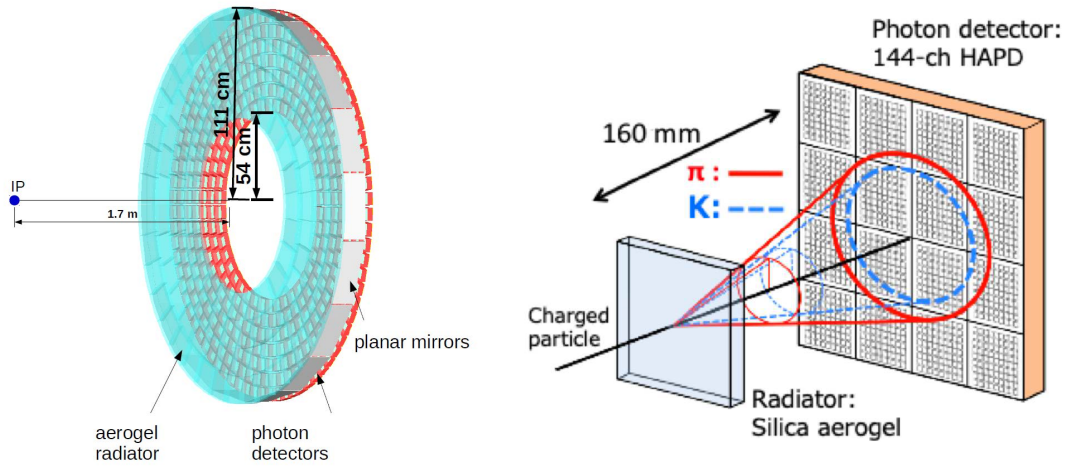 111 cm
54 cm
IP
1.7 m
planar mirrors
aerogel
radiator
photon
detectors
Photon detector:
144-ch HAPD
160 mm
π :
K:
Charged
particle
Radiator:
Silica aerogel